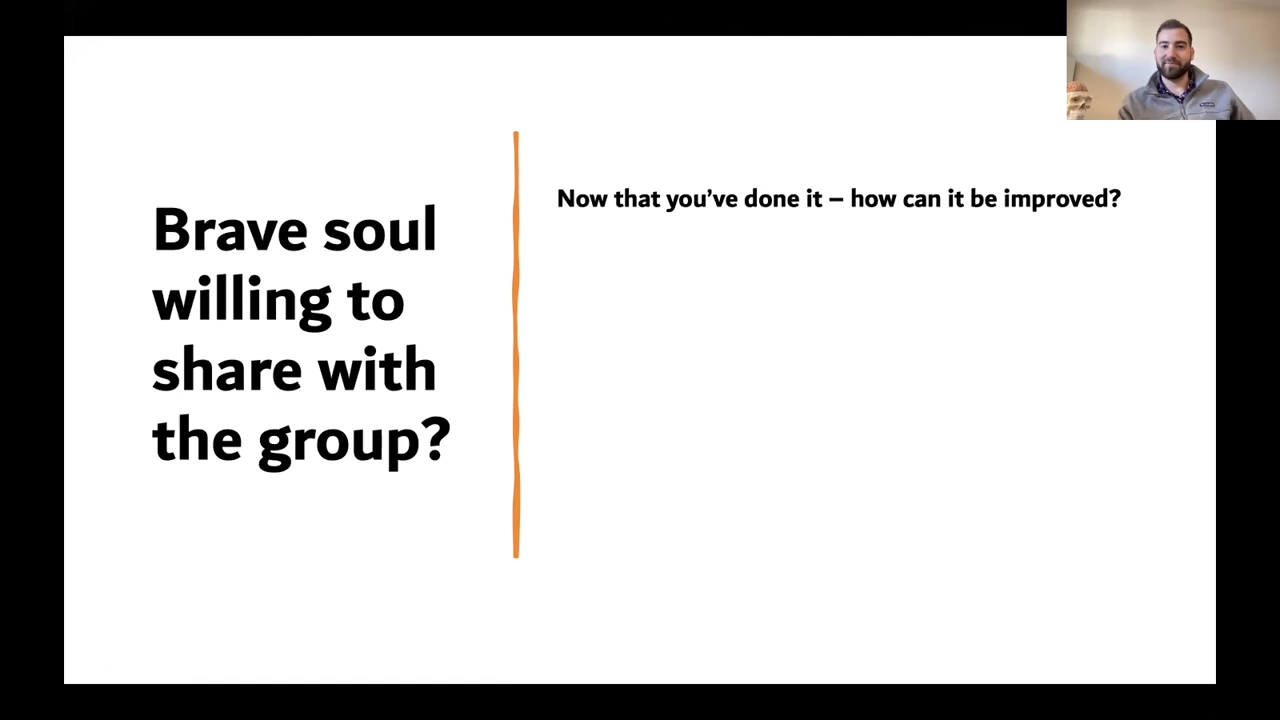 Brave soul
willing to
share with
the group?
Now that you’ve done it – how can it be improved?